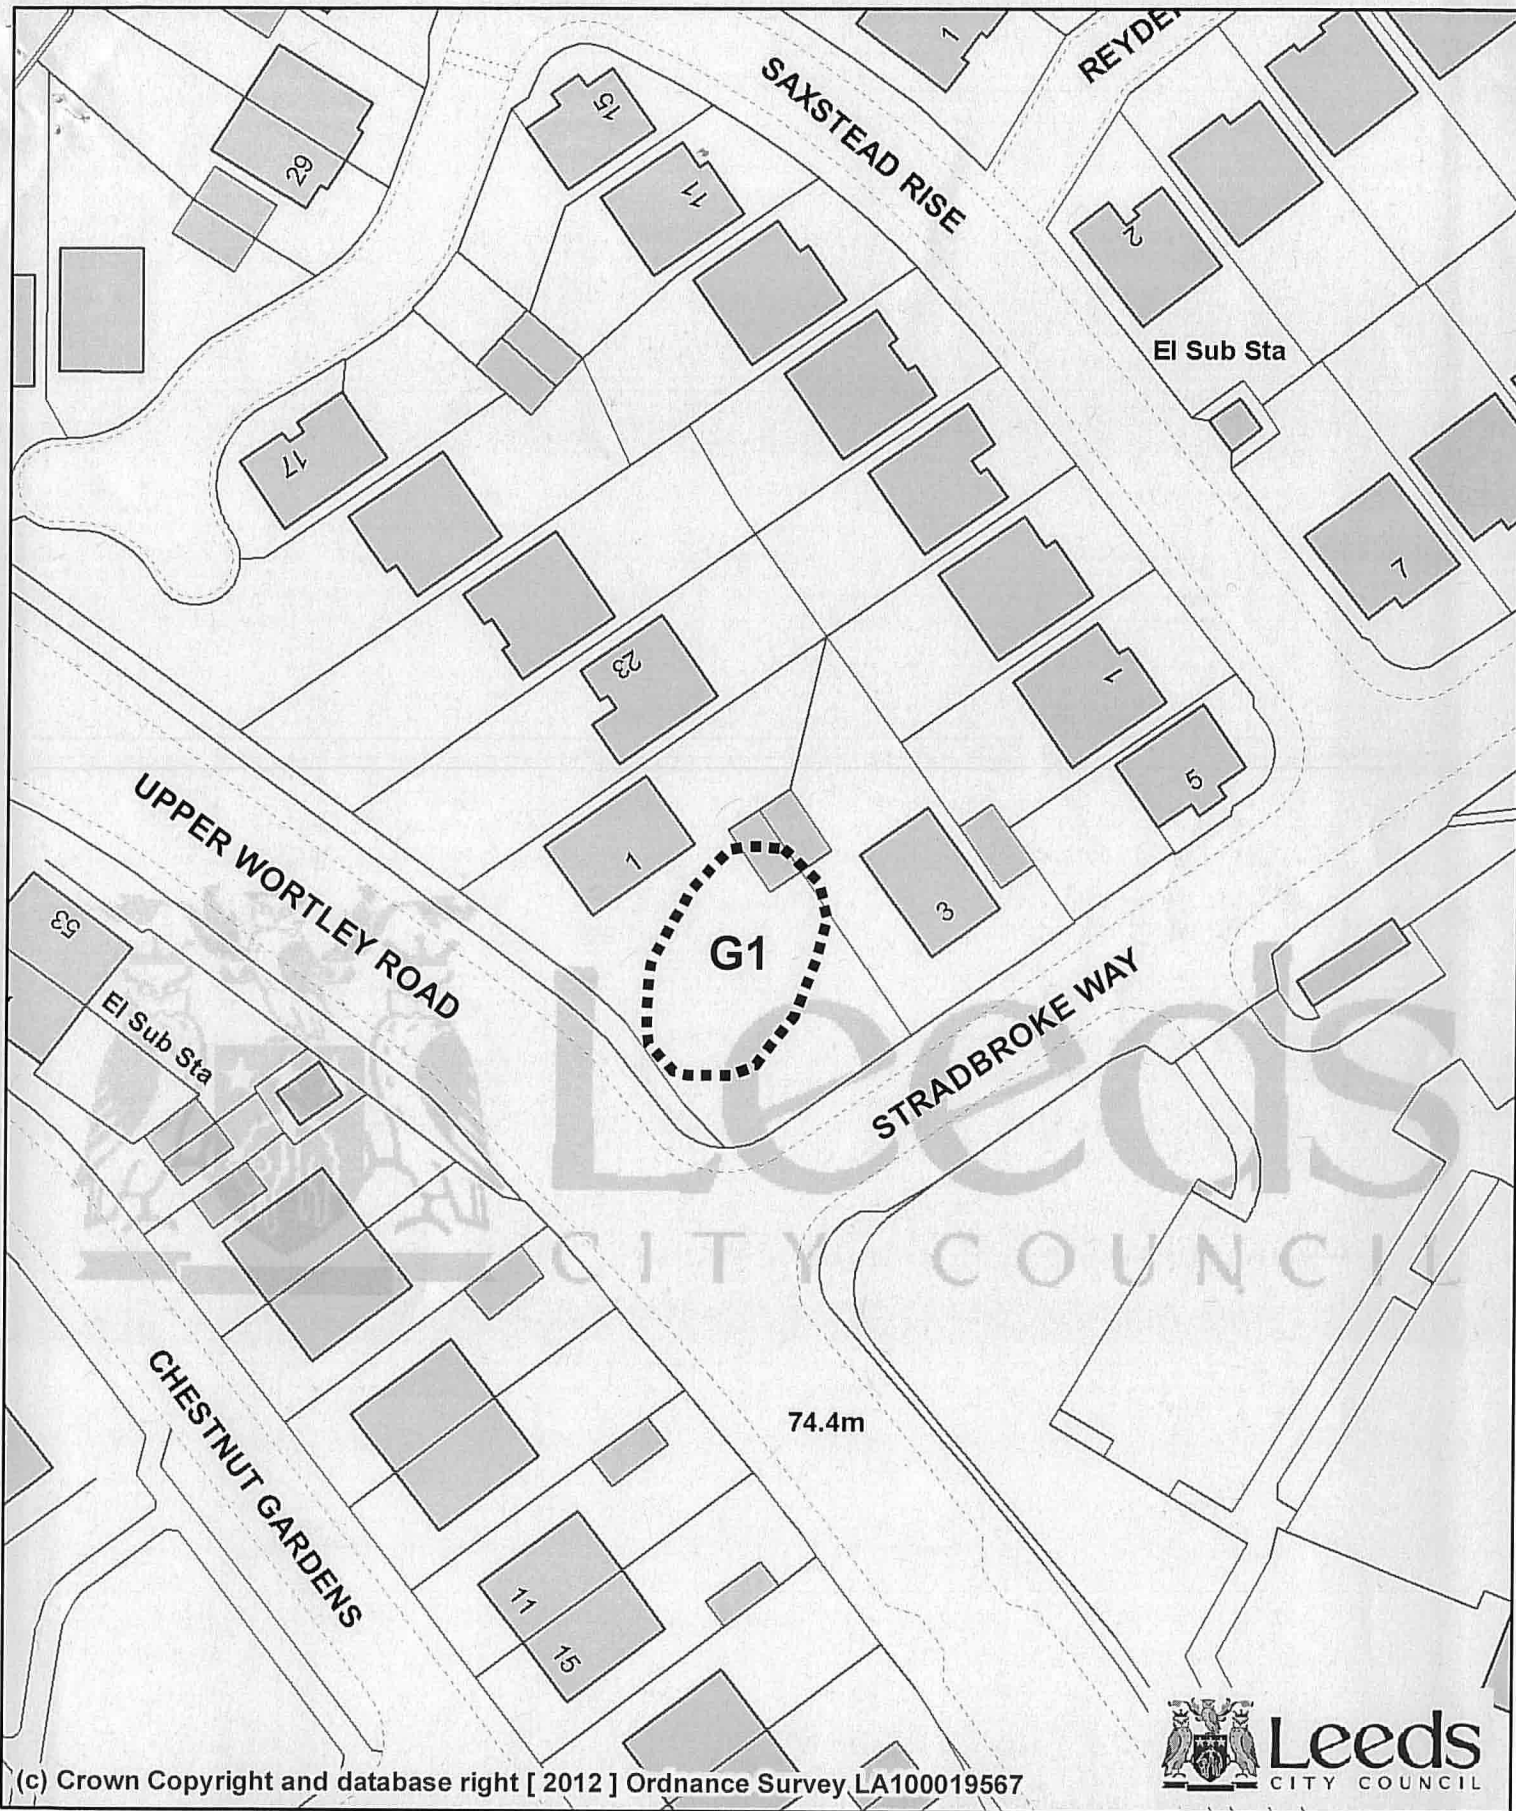 REYDE
1
SAXSTEAD RISE
15
29
11
2
El Sub Sta
17
7
23
1
5
UPPER WORTLEY ROAD
1
53
3
G1
El Sub Sta
STRADBROKE WAY
Leeds
CITY COUNCIL
CHESTNUT GARDENS
74.4m
11
15
Leeds
CITY COUNCIL
(c) Crown Copyright and database right [ 2012 ] Ordnance Survey LA100019567